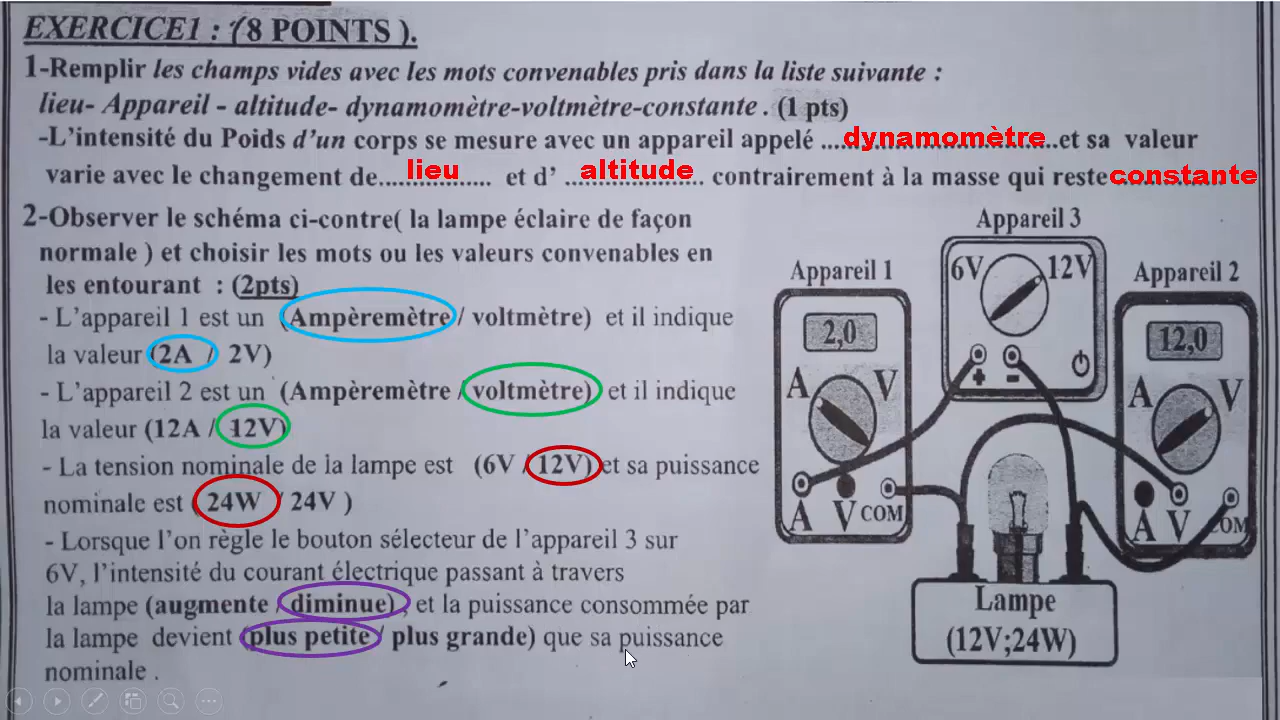 EXERCICE1 : (8 POINTS ).
1-Remplir les champs vides avec les mots convenables pris dans la liste suivante :
lieu- Appareil - altitude- dynamomètre-voltmètre-constante . (1 pts)
-L'intensité du Poids d'un corps se mesure avec un appareil appelé ...dynamomètre...et sa valeur
varie avec le changement de...lieu... et d' ...altitude... contrairement à la masse qui reste constante
2-Observer le schéma ci-contre( la lampe éclaire de façon
normale ) et choisir les mots ou les valeurs convenables en
les entourant : (2pts)
- L'appareil 1 est un (Ampèremètre / voltmètre) et il indique
la valeur (2A / 2V)
- L'appareil 2 est un (Ampèremètre / voltmètre) et il indique
la valeur (12A / 12V)
- La tension nominale de la lampe est (6V / 12V) et sa puissance
nominale est ( 24W / 24V )
- Lorsque l'on règle le bouton sélecteur de l'appareil 3 sur
6V, l'intensité du courant électrique passant à travers
la lampe (augmente / diminue) , et la puissance consommée par
la lampe devient (plus petite / plus grande) que sa puissance
nominale .
Appareil 3
6V 12V
+ -
Appareil 1
2,0
A V
A V COM
Appareil 2
12,0
A V
A V COM
Lampe
(12V;24W)